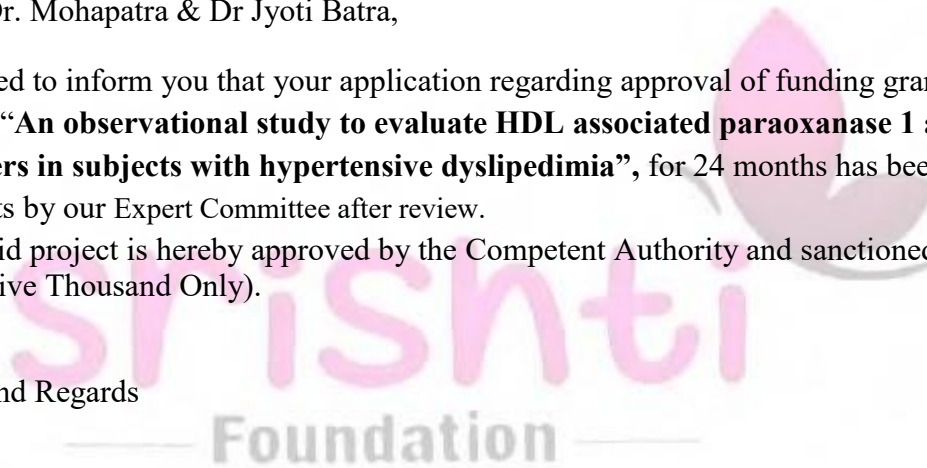 Dr. Mohapatra & Dr Jyoti Batra,
ed to inform you that your application regarding approval of funding gran
“An observational study to evaluate HDL associated paraoxanase 1 a
ers in subjects with hypertensive dyslipedimia”, for 24 months has bee
ts by our Expert Committee after review.
id project is hereby approved by the Competent Authority and sanctioned
ive Thousand Only).
srishti
nd Regards
Foundation